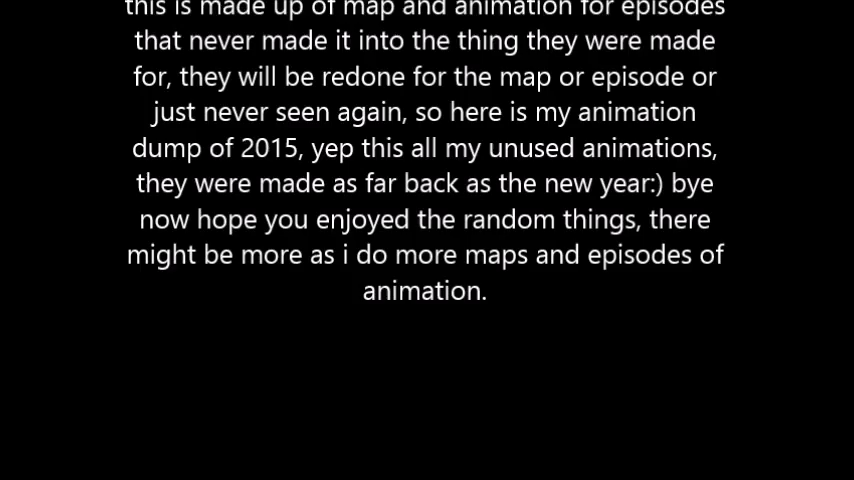 this is made up of map and animation for episodes
that never made it into the thing they were made
for, they will be redone for the map or episode or
just never seen again, so here is my animation
dump of 2015, yep this all my unused animations,
they were made as far back as the new year:) bye
now hope you enjoyed the random things, there
might be more as i do more maps and episodes of
animation.